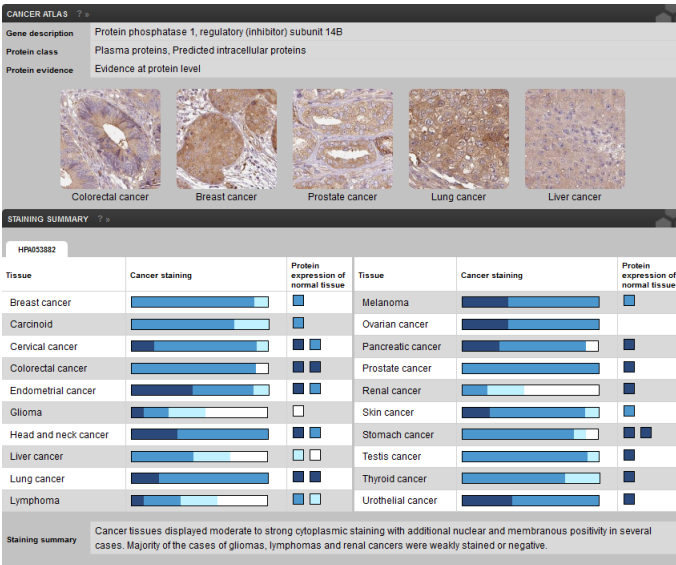 CANCER ATLAS ? »
Gene description Protein phosphatase 1, regulatory (inhibitor) subunit 14B
Protein class Plasma proteins, Predicted intracellular proteins
Protein evidence Evidence at protein level
Colorectal cancer Breast cancer Prostate cancer Lung cancer Liver cancer
STAINING SUMMARY ? »
HPA053882
Tissue Cancer staining Protein expression of normal tissue Tissue Cancer staining Protein expression of normal tissue
Breast cancer Melanoma
Carcinoid Ovarian cancer
Cervical cancer Pancreatic cancer
Colorectal cancer Prostate cancer
Endometrial cancer Renal cancer
Glioma Skin cancer
Head and neck cancer Stomach cancer
Liver cancer Testis cancer
Lung cancer Thyroid cancer
Lymphoma Urothelial cancer
Staining summary Cancer tissues displayed moderate to strong cytoplasmic staining with additional nuclear and membranous positivity in several
cases. Majority of the cases of gliomas, lymphomas and renal cancers were weakly stained or negative.